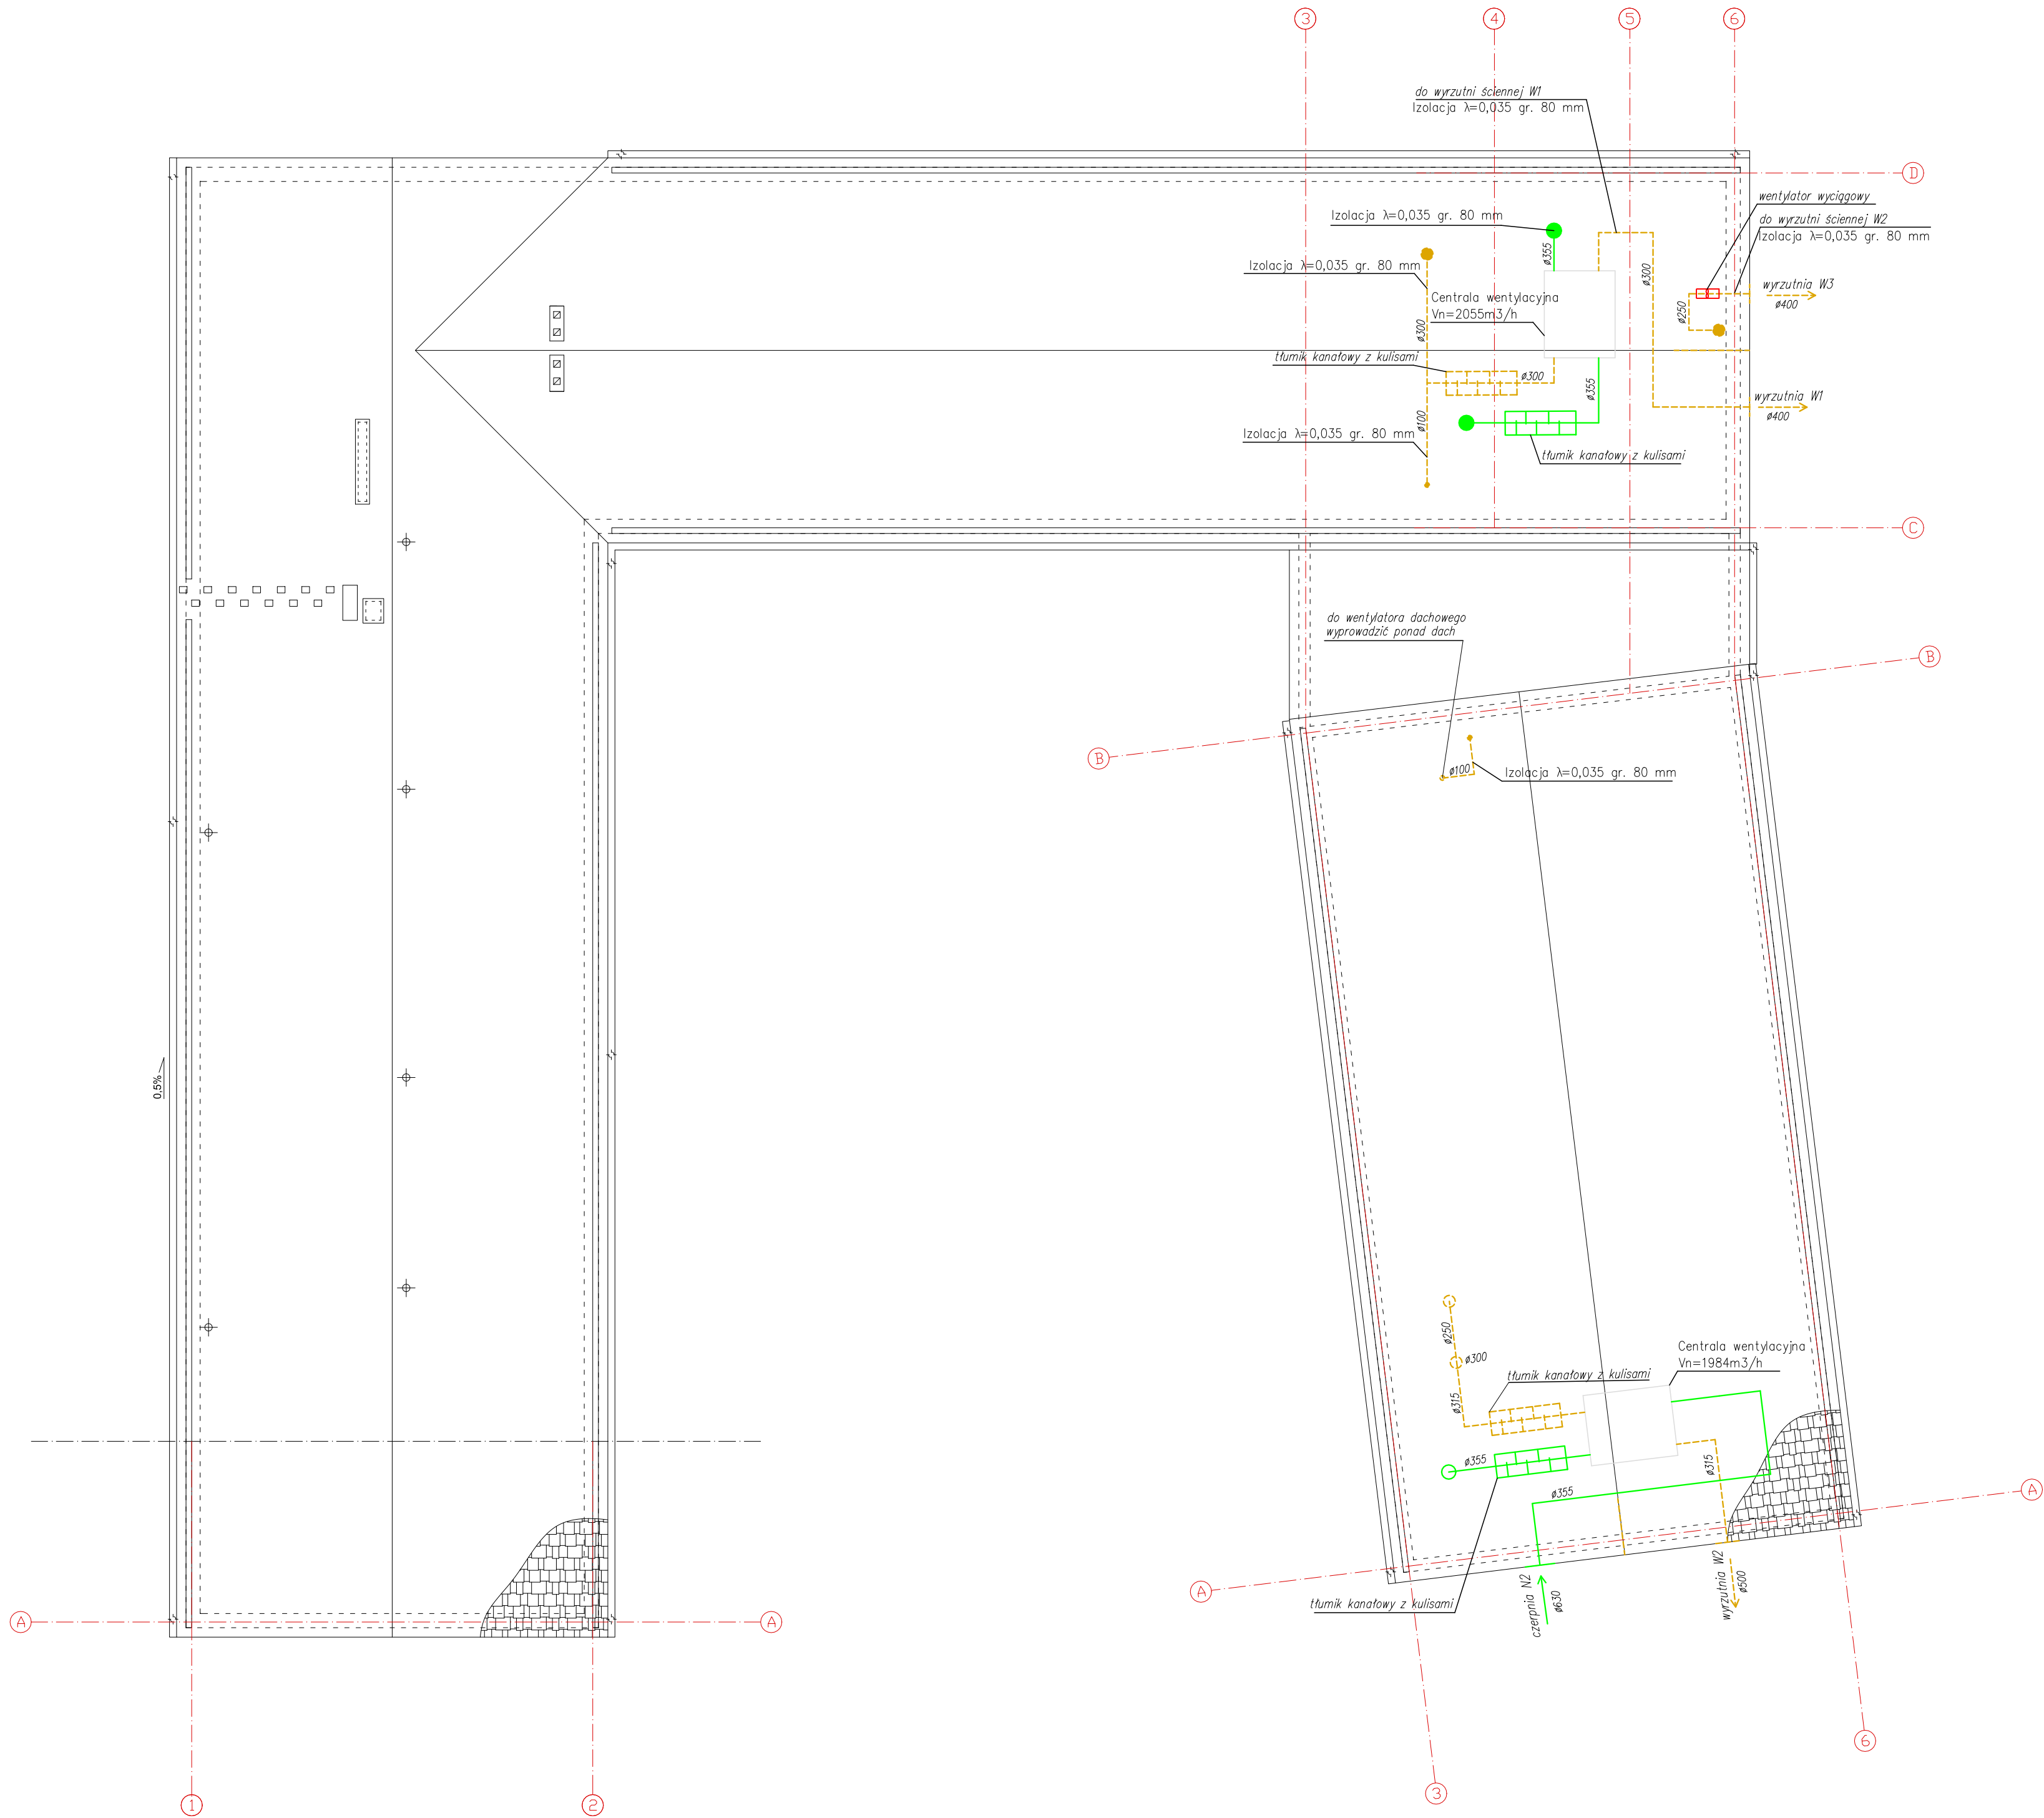 3
4
5
6
do wyrzutni ściennej W1
Izolacja λ=0,035 gr. 80 mm
D
wentylator wyciągowy
do wyrzutni ściennej W2
Izolacja λ=0,035 gr. 80 mm
Izolacja λ=0,035 gr. 80 mm
ø355
Izolacja λ=0,035 gr. 80 mm
ø300
wyrzutnia W3
ø400
ø250
Centrala wentylacyjna
Vn=2055m3/h
ø300
tłumik kanałowy z kulisami
ø300
ø355
wyrzutnia W1
ø400
ø100
Izolacja λ=0,035 gr. 80 mm
tłumik kanałowy z kulisami
C
do wentylatora dachowego
wyprowadzić ponad dach
B
B
ø100
Izolacja λ=0,035 gr. 80 mm
0.5%
ø250
ø300
Centrala wentylacyjna
Vn=1984m3/h
tłumik kanałowy z kulisami
ø315
ø355
ø315
ø355
A
A
tłumik kanałowy z kulisami
czerpnia N2
ø630
wyrzutnia W2
ø500
A
A
6
3
1
2